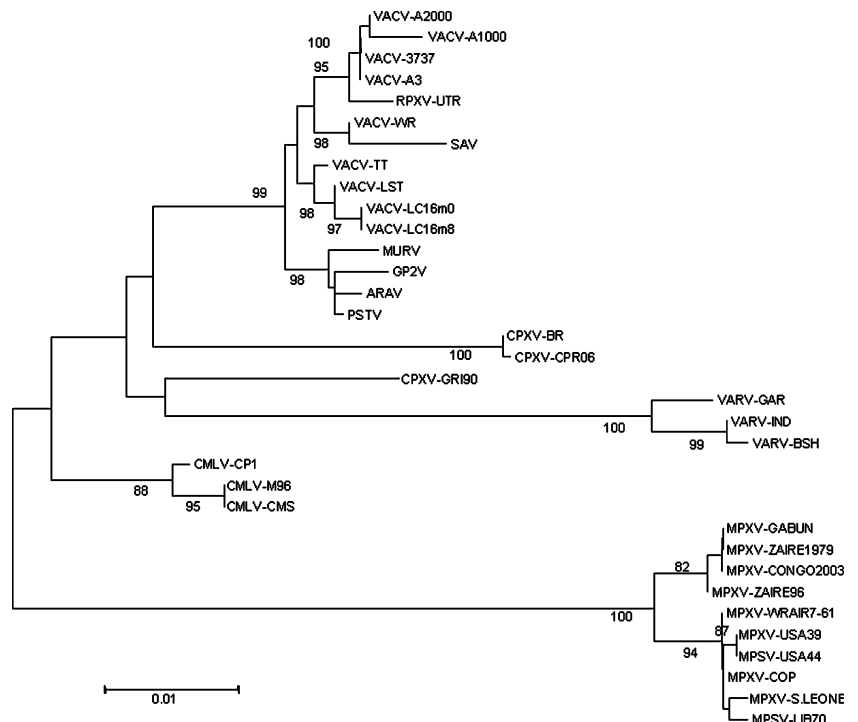 VACV-A2000
VACV-A1000
100
VACV-3737
95
VACV-A3
RPXV-UTR
VACV-WR
98
SAV
VACV-TT
VACV-LST
99
98
VACV-LC16m0
97
VACV-LC16m8
MURV
98
GP2V
ARAV
PSTV
CPXV-BR
100
CPXV-CPR06
CPXV-GRI90
VARV-GAR
100
VARV-IND
99
VARV-BSH
CMLV-CP1
88
CMLV-M96
95
CMLV-CMS
MPXV-GABUN
MPXV-ZAIRE1979
82
MPXV-CONGO2003
MPXV-ZAIRE96
100
MPXV-WRAIR7-61
87
MPXV-USA39
94
MPSV-USA44
MPXV-COP
MPXV-S.LEONE
MPSV-LIB70
0.01